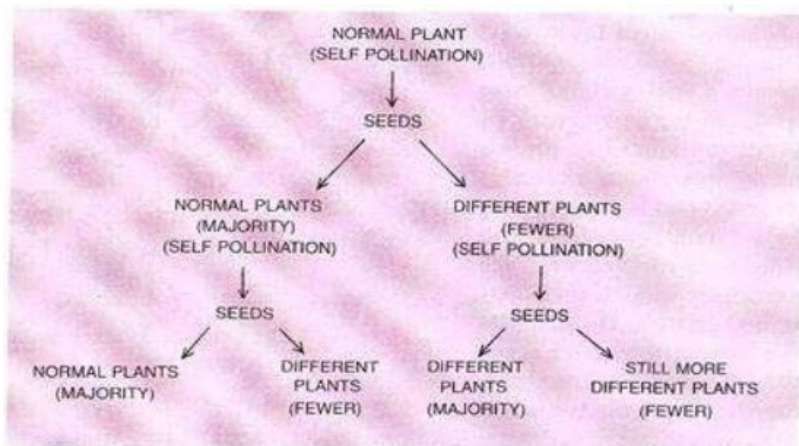 NORMAL PLANT
(SELF POLLINATION)
SEEDS
NORMAL PLANTS
(MAJORITY)
(SELF POLLINATION)
DIFFERENT PLANTS
(FEWER)
(SELF POLLINATION)
SEEDS
SEEDS
NORMAL PLANTS
(MAJORITY)
DIFFERENT
PLANTS
(FEWER)
DIFFERENT
PLANTS
(MAJORITY)
STILL MORE
DIFFERENT PLANTS
(FEWER)